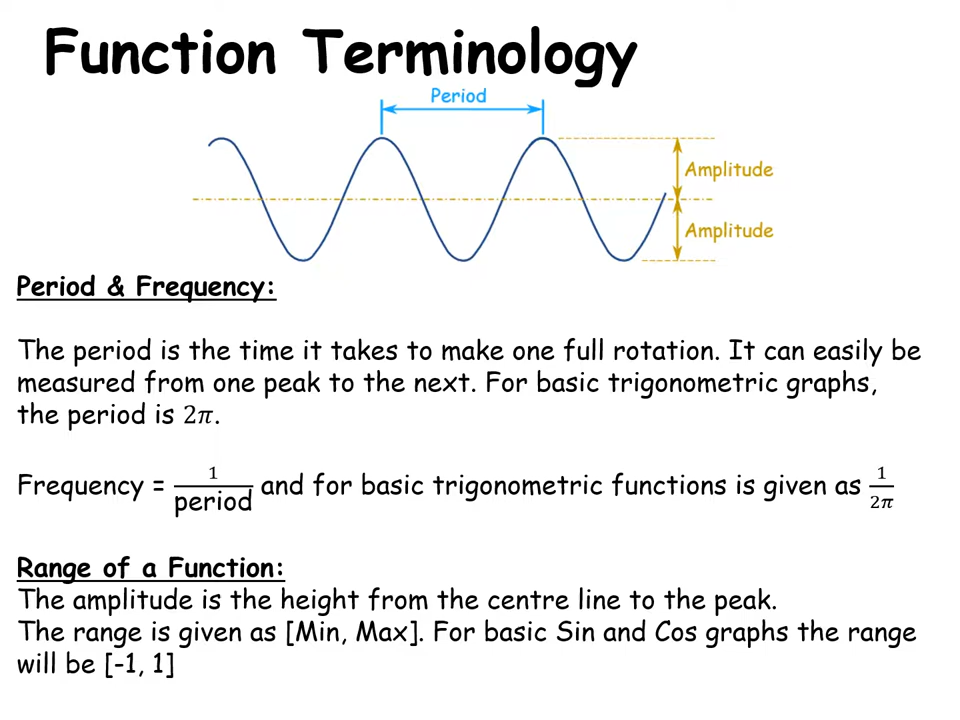 Function Terminology
Period
Amplitude
Amplitude
Period & Frequency:
The period is the time it takes to make one full rotation. It can easily be
measured from one peak to the next. For basic trigonometric graphs,
the period is 2π.
Frequency = 1/period and for basic trigonometric functions is given as 1/2π
Range of a Function:
The amplitude is the height from the centre line to the peak.
The range is given as [Min, Max]. For basic Sin and Cos graphs the range
will be [-1, 1]